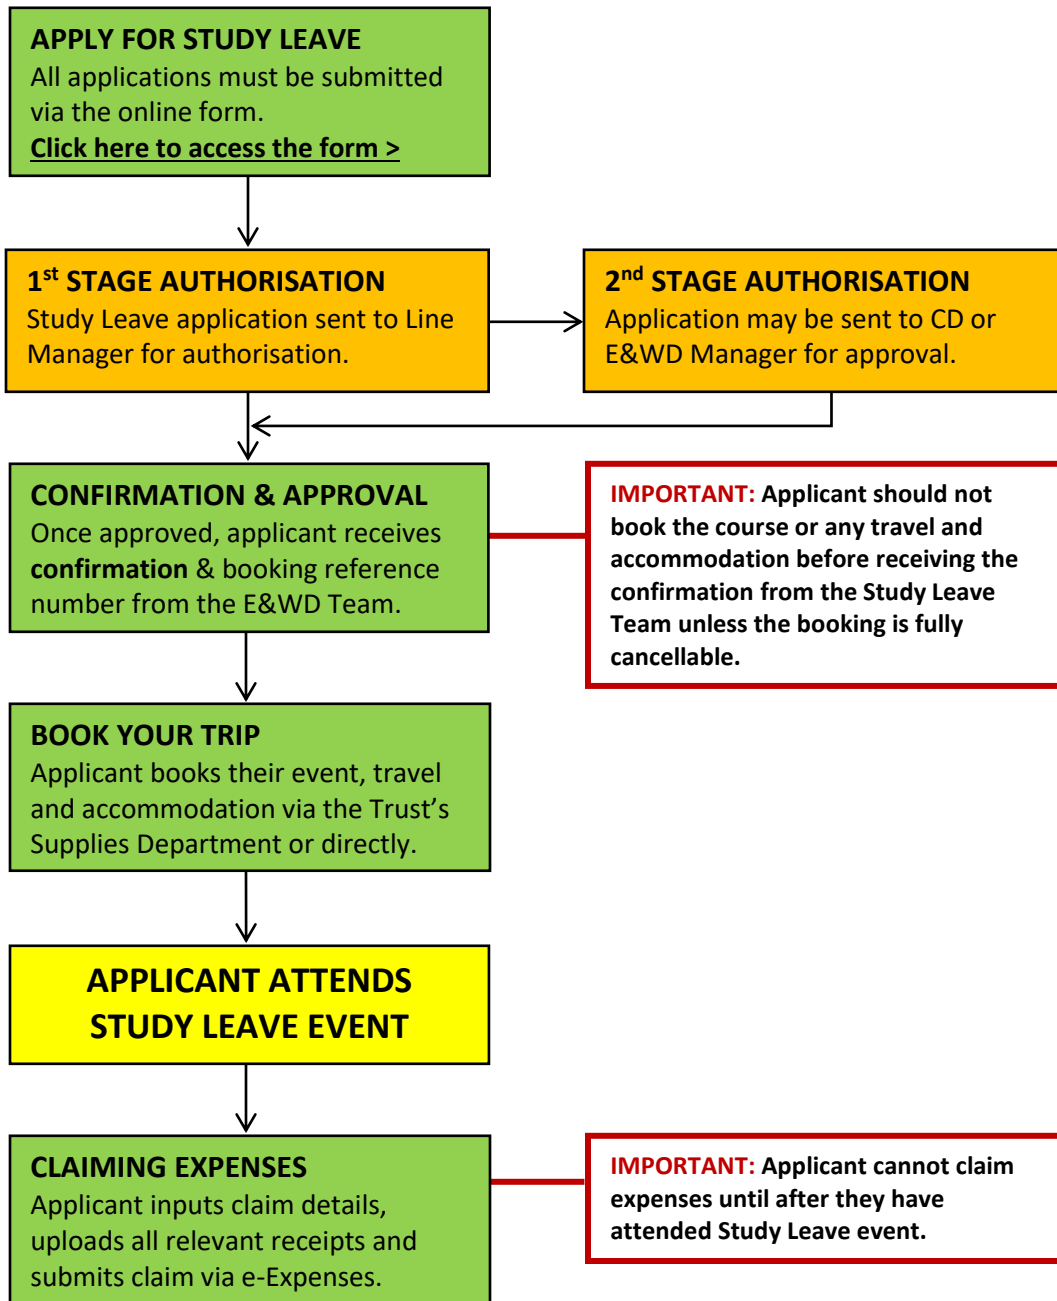 APPLY FOR STUDY LEAVE
All applications must be submitted
via the online form.
Click here to access the form >
1st STAGE AUTHORISATION
Study Leave application sent to Line
Manager for authorisation.
2nd STAGE AUTHORISATION
Application may be sent to CD or
E&WD Manager for approval.
CONFIRMATION & APPROVAL
Once approved, applicant receives
confirmation & booking reference
number from the E&WD Team.
IMPORTANT: Applicant should not
book the course or any travel and
accommodation before receiving the
confirmation from the Study Leave
Team unless the booking is fully
cancellable.
BOOK YOUR TRIP
Applicant books their event, travel
and accommodation via the Trust’s
Supplies Department or directly.
APPLICANT ATTENDS
STUDY LEAVE EVENT
CLAIMING EXPENSES
Applicant inputs claim details,
uploads all relevant receipts and
submits claim via e-Expenses.
IMPORTANT: Applicant cannot claim
expenses until after they have
attended Study Leave event.